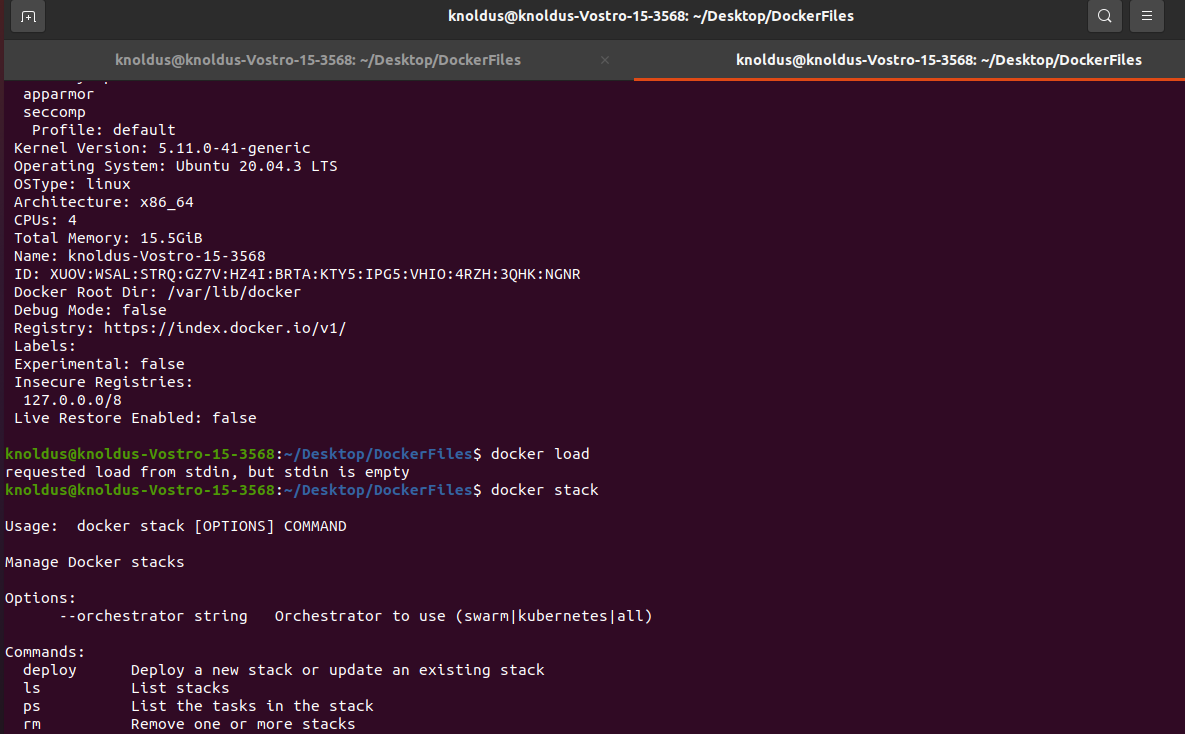 knoldus@knoldus-Vostro-15-3568: ~/Desktop/DockerFiles
knoldus@knoldus-Vostro-15-3568: ~/Desktop/DockerFiles × knoldus@knoldus-Vostro-15-3568: ~/Desktop/DockerFiles
apparmor
seccomp
Profile: default
Kernel Version: 5.11.0-41-generic
Operating System: Ubuntu 20.04.3 LTS
OSType: linux
Architecture: x86_64
CPUs: 4
Total Memory: 15.5GiB
Name: knoldus-Vostro-15-3568
ID: XUOV:WSAL:STRQ:GZ7V:HZ4I:BRTA:KTY5:IPG5:VHIO:4RZH:3QHK:NGNR
Docker Root Dir: /var/lib/docker
Debug Mode: false
Registry: https://index.docker.io/v1/
Labels:
Experimental: false
Insecure Registries:
127.0.0.0/8
Live Restore Enabled: false
knoldus@knoldus-Vostro-15-3568:~/Desktop/DockerFiles$ docker load
requested load from stdin, but stdin is empty
knoldus@knoldus-Vostro-15-3568:~/Desktop/DockerFiles$ docker stack
Usage:  docker stack [OPTIONS] COMMAND
Manage Docker stacks
Options:
--orchestrator string   Orchestrator to use (swarm|kubernetes|all)
Commands:
deploy      Deploy a new stack or update an existing stack
ls          List stacks
ps          List the tasks in the stack
rm          Remove one or more stacks